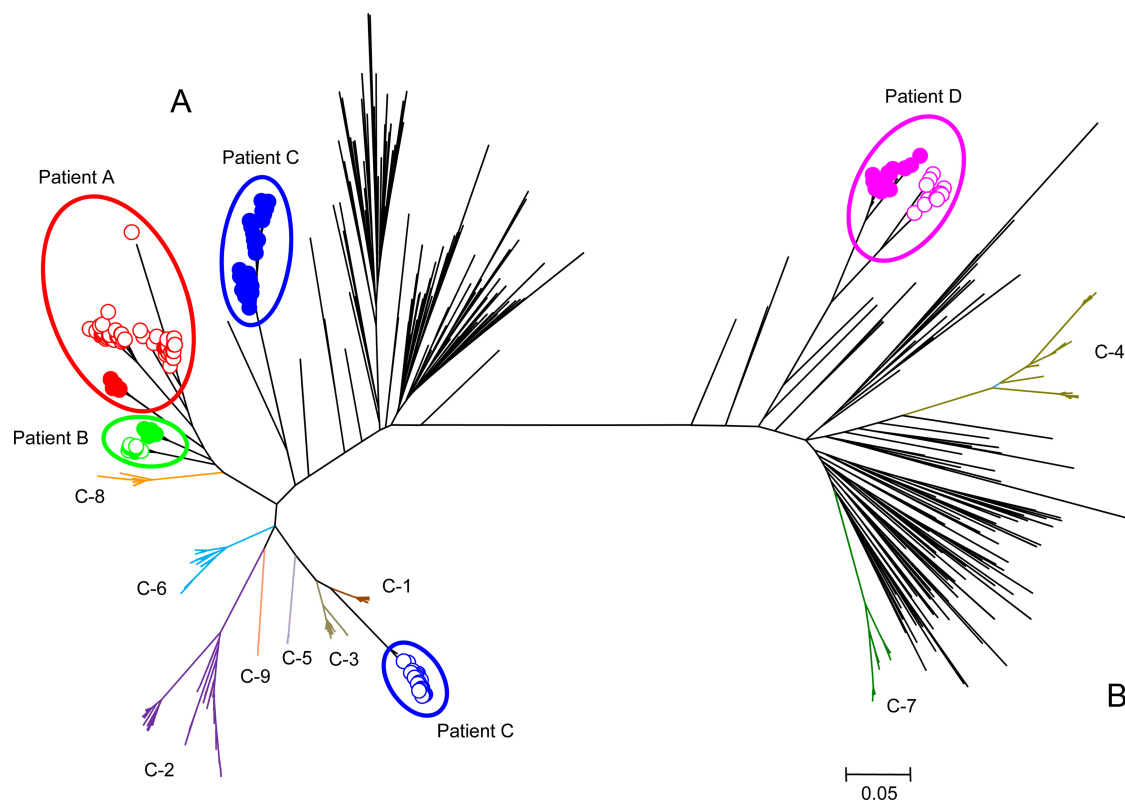 Patient D
A
Patient C
Patient A
C-4
Patient B
C-8
C-6
C-1
C-5
C-3
C-9
B
C-7
Patient C
C-2
0.05